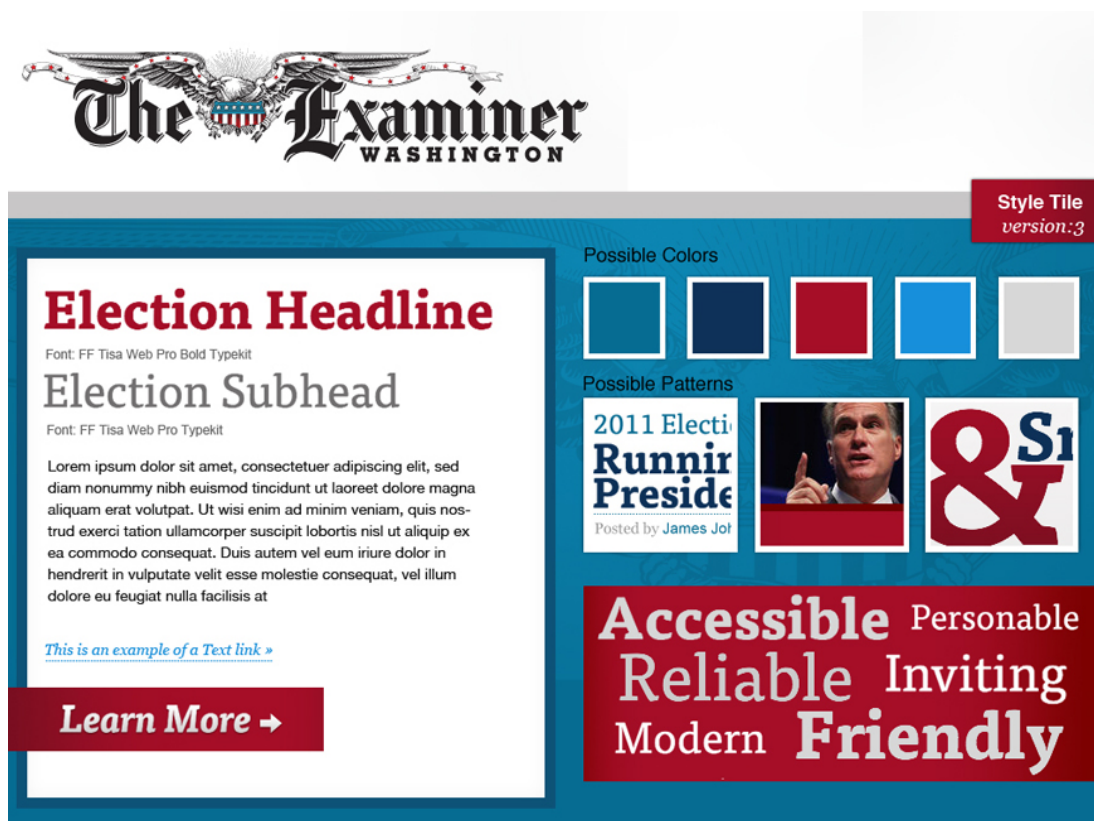 The Examiner
WASHINGTON
Style Tile
version:3
Election Headline
Font: FF Tisa Web Pro Bold Typekit
Election Subhead
Font: FF Tisa Web Pro Typekit
Lorem ipsum dolor sit amet, consectetuer adipiscing elit, sed
diam nonummy nibh euismod tincidunt ut laoreet dolore magna
aliquam erat volutpat. Ut wisi enim ad minim veniam, quis nos-
trud exerci tation ullamcorper suscipit lobortis nisl ut aliquip ex
ea commodo consequat. Duis autem vel eum iriure dolor in
hendrerit in vulputate velit esse molestie consequat, vel illum
dolore eu feugiat nulla facilisis at
This is an example of a Text link »
Learn More →
Possible Colors
Possible Patterns
2011 Electi
Runnin
Preside
Posted by James Joh
&
Accessible Personable
Reliable Inviting
Modern Friendly